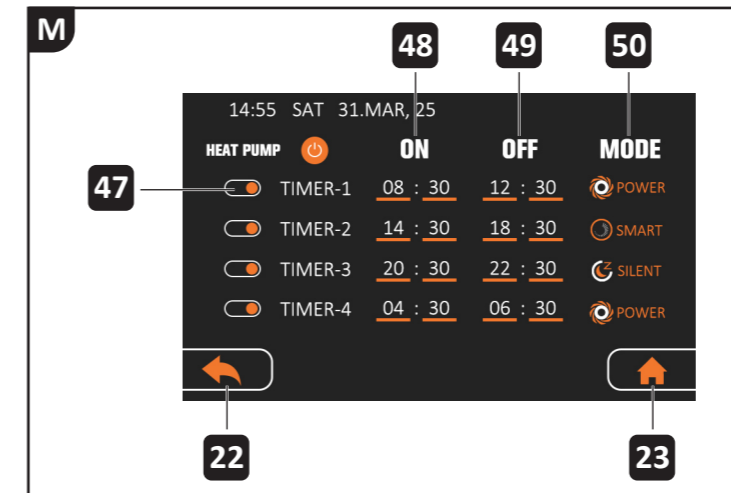 M
48 49 50
14:55 SAT 31.MAR, 25
HEAT PUMP ON OFF MODE
47
TIMER-1 08 : 30 12 : 30 POWER
TIMER-2 14 : 30 18 : 30 SMART
TIMER-3 20 : 30 22 : 30 Z SILENT
TIMER-4 04 : 30 06 : 30 POWER
22 23